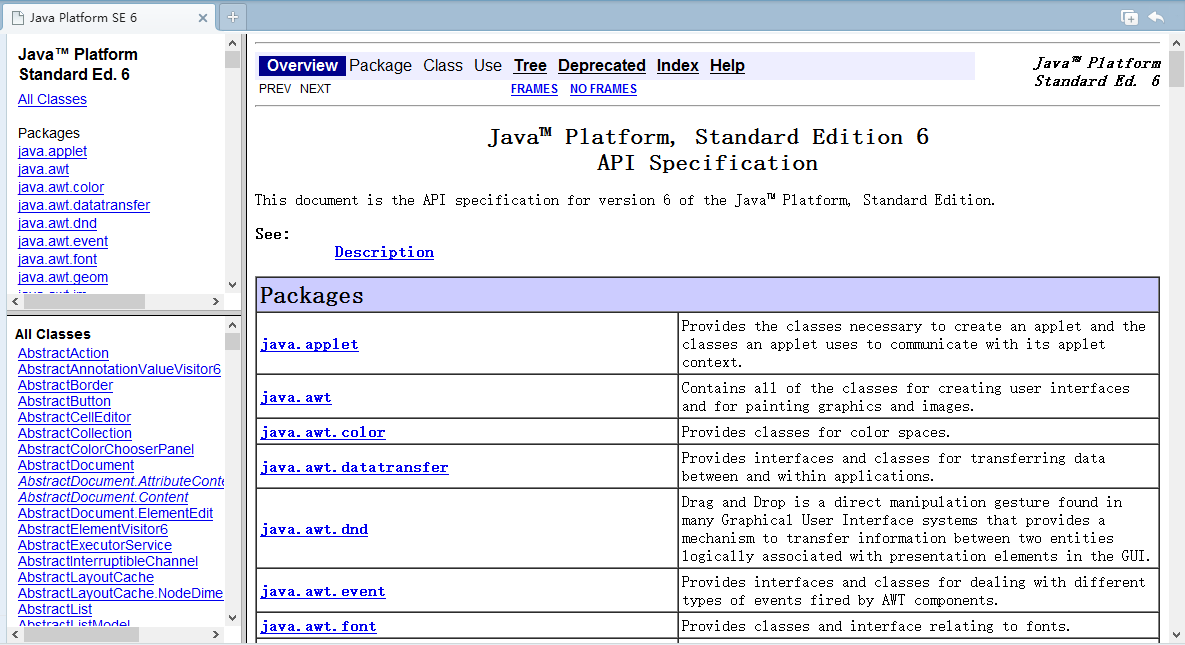 Java Platform SE 6
Java™ Platform
Standard Ed. 6
All Classes
Packages
java.applet
java.awt
java.awt.color
java.awt.datatransfer
java.awt.dnd
java.awt.event
java.awt.font
java.awt.geom
All Classes
AbstractAction
AbstractAnnotationValueVisitor6
AbstractBorder
AbstractButton
AbstractCellEditor
AbstractCollection
AbstractColorChooserPanel
AbstractDocument
AbstractDocument.AttributeConte
AbstractDocument.Content
AbstractDocument.ElementEdit
AbstractElementVisitor6
AbstractExecutorService
AbstractInterruptibleChannel
AbstractLayoutCache
AbstractLayoutCache.NodeDime
AbstractList
AbstractListModel
Overview Package Class Use Tree Deprecated Index Help
PREV NEXT FRAMES NO FRAMES
Java™ Platform
Standard Ed. 6
Java™ Platform, Standard Edition 6
API Specification
This document is the API specification for version 6 of the Java™ Platform, Standard Edition.
See:
Description
Packages
java.applet
Provides the classes necessary to create an applet and the
classes an applet uses to communicate with its applet
context.
java.awt
Contains all of the classes for creating user interfaces
and for painting graphics and images.
java.awt.color
Provides classes for color spaces.
java.awt.datatransfer
Provides interfaces and classes for transferring data
between and within applications.
java.awt.dnd
Drag and Drop is a direct manipulation gesture found in
many Graphical User Interface systems that provides a
mechanism to transfer information between two entities
logically associated with presentation elements in the GUI.
java.awt.event
Provides interfaces and classes for dealing with different
types of events fired by AWT components.
java.awt.font
Provides classes and interface relating to fonts.